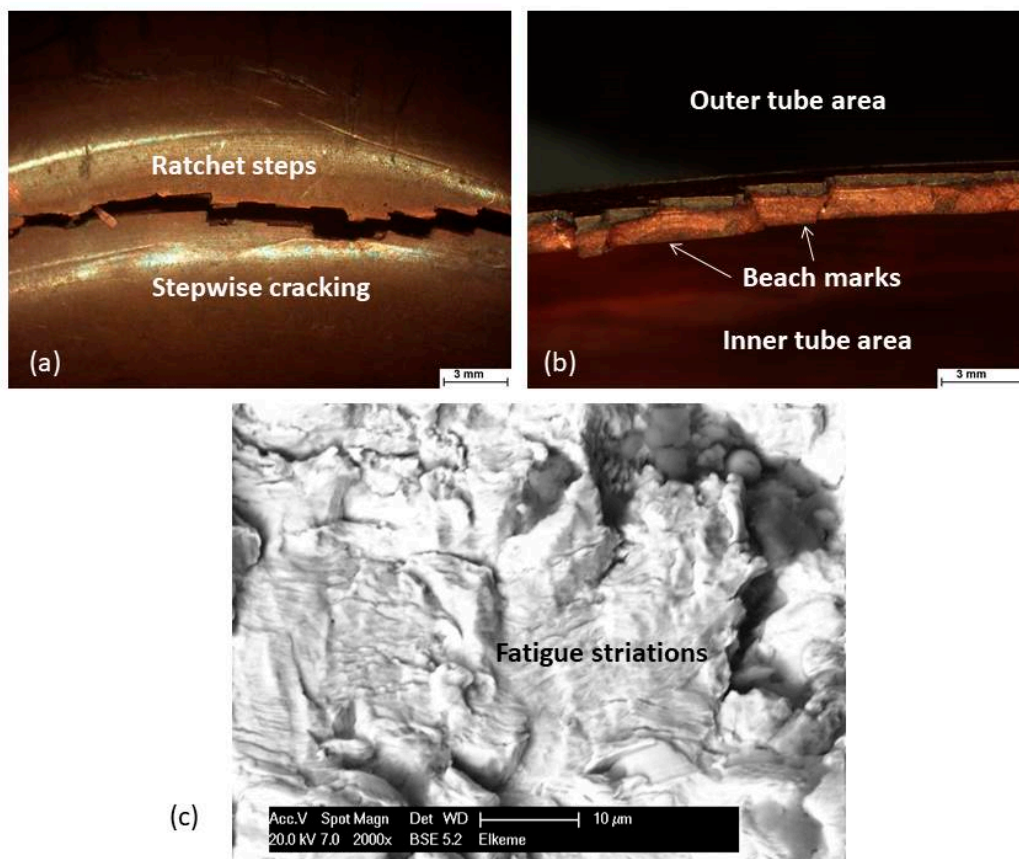 Ratchet steps
Stepwise cracking
(a)
3 mm
Outer tube area
Beach marks
Inner tube area
(b)
3 mm
Fatigue striations
(c)
Acc.V Spot Magn Det WD 10 µm
20.0 kV 7.0 2000x BSE 5.2 Elkeme